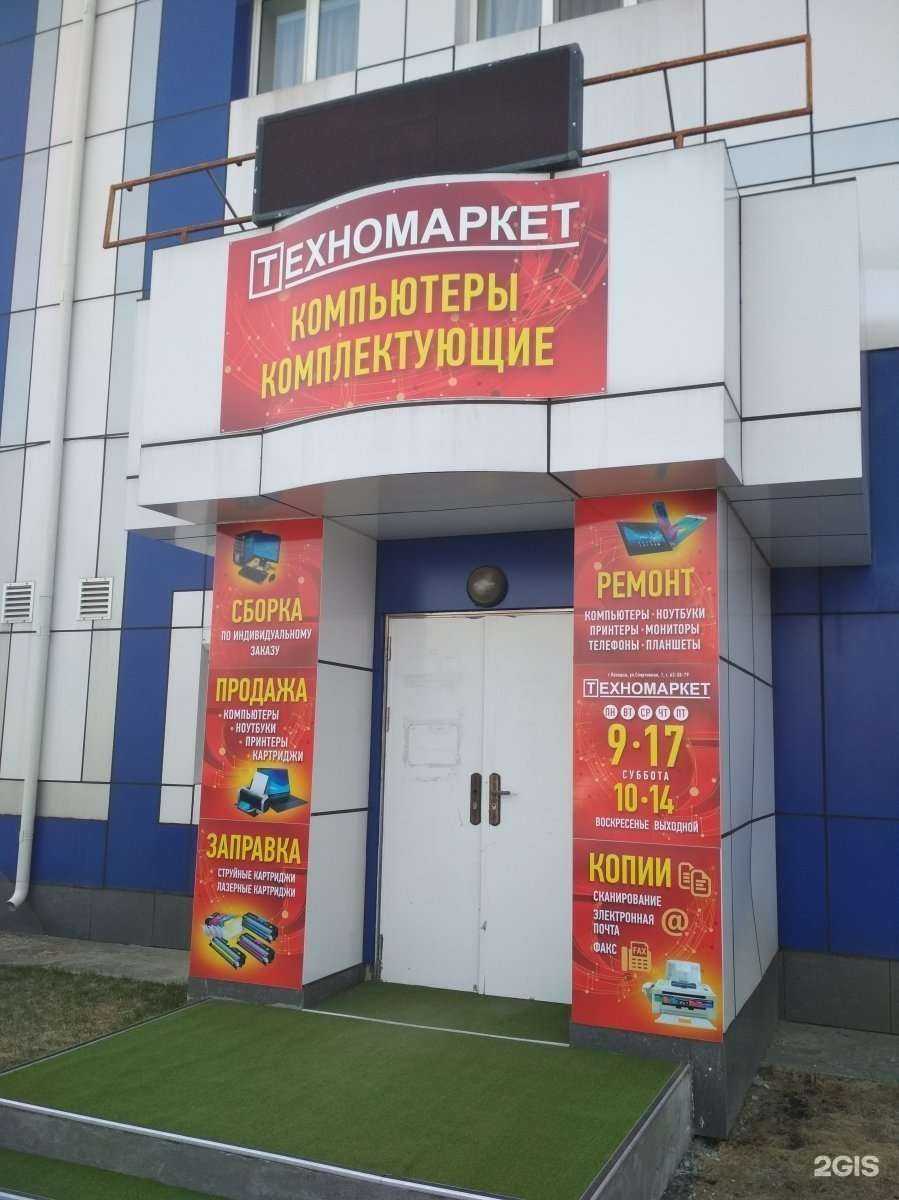 ТЕХНОМАРКЕТ
КОМПЬЮТЕРЫ
КОМПЛЕКТУЮЩИЕ
СБОРКА
ПО ИНДИВИДУАЛЬНОМУ
ЗАКАЗУ
ПРОДАЖА
· КОМПЬЮТЕРЫ
· НОУТБУКИ
· ПРИНТЕРЫ
· КАРТРИДЖИ
ЗАПРАВКА
СТРУЙНЫЕ КАРТРИДЖИ
ЛАЗЕРНЫЕ КАРТРИДЖИ
РЕМОНТ
КОМПЬЮТЕРЫ · НОУТБУКИ
ПРИНТЕРЫ · МОНИТОРЫ
ТЕЛЕФОНЫ · ПЛАНШЕТЫ
ТЕХНОМАРКЕТ
ПН ВТ СР ЧТ ПТ
9·17
СУББОТА
10·14
ВОСКРЕСЕНЬЕ ВЫХОДНОЙ
КОПИИ
СКАНИРОВАНИЕ
ЭЛЕКТРОННАЯ
ПОЧТА
@
ФАКС
FAX
2GIS